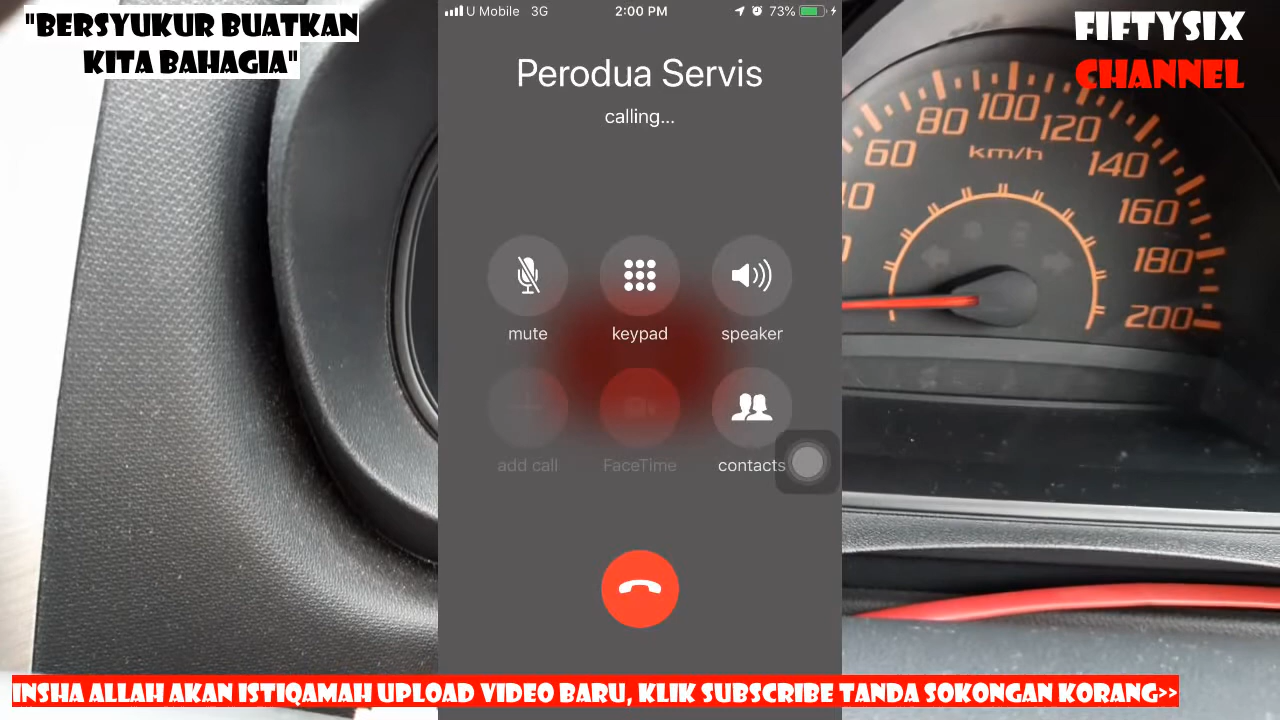 "BERSYUKUR BUATKAN
KITA BAHAGIA"
U Mobile 3G 2:00 PM 73%
FIFTYSIX
CHANNEL
Perodua Servis
calling...
mute keypad speaker
add call FaceTime contacts
60 80 100 120 140 160 180 200
km/h
INSHA ALLAH AKAN ISTIQAMAH UPLOAD VIDEO BARU, KLIK SUBSCRIBE TANDA SOKONGAN KORANG>>